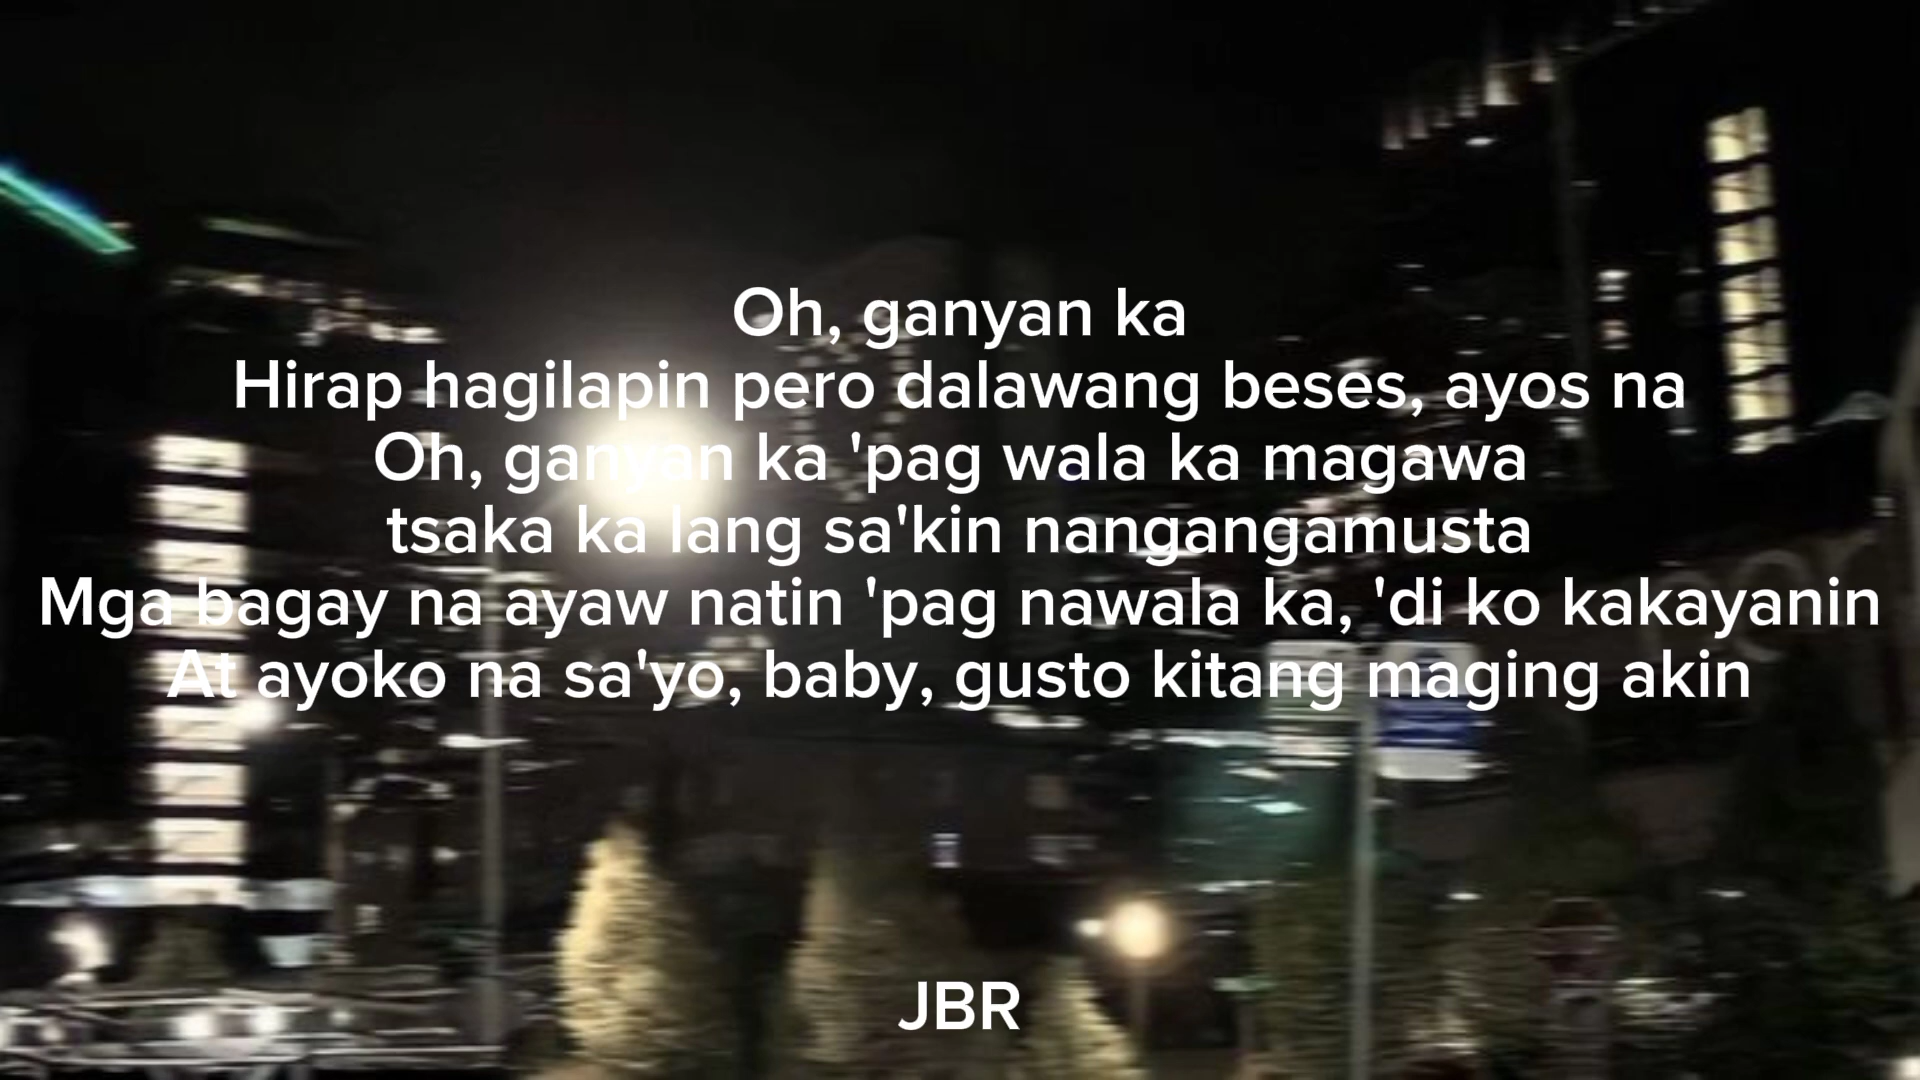 Oh, ganyan ka
Hirap hagilapin pero dalawang beses, ayos na
Oh, ganyan ka 'pag wala ka magawa
tsaka ka lang sa'kin nangangamusta
Mga bagay na ayaw natin 'pag nawala ka, 'di ko kakayanin
At ayoko na sa'yo, baby, gusto kitang maging akin
JBR